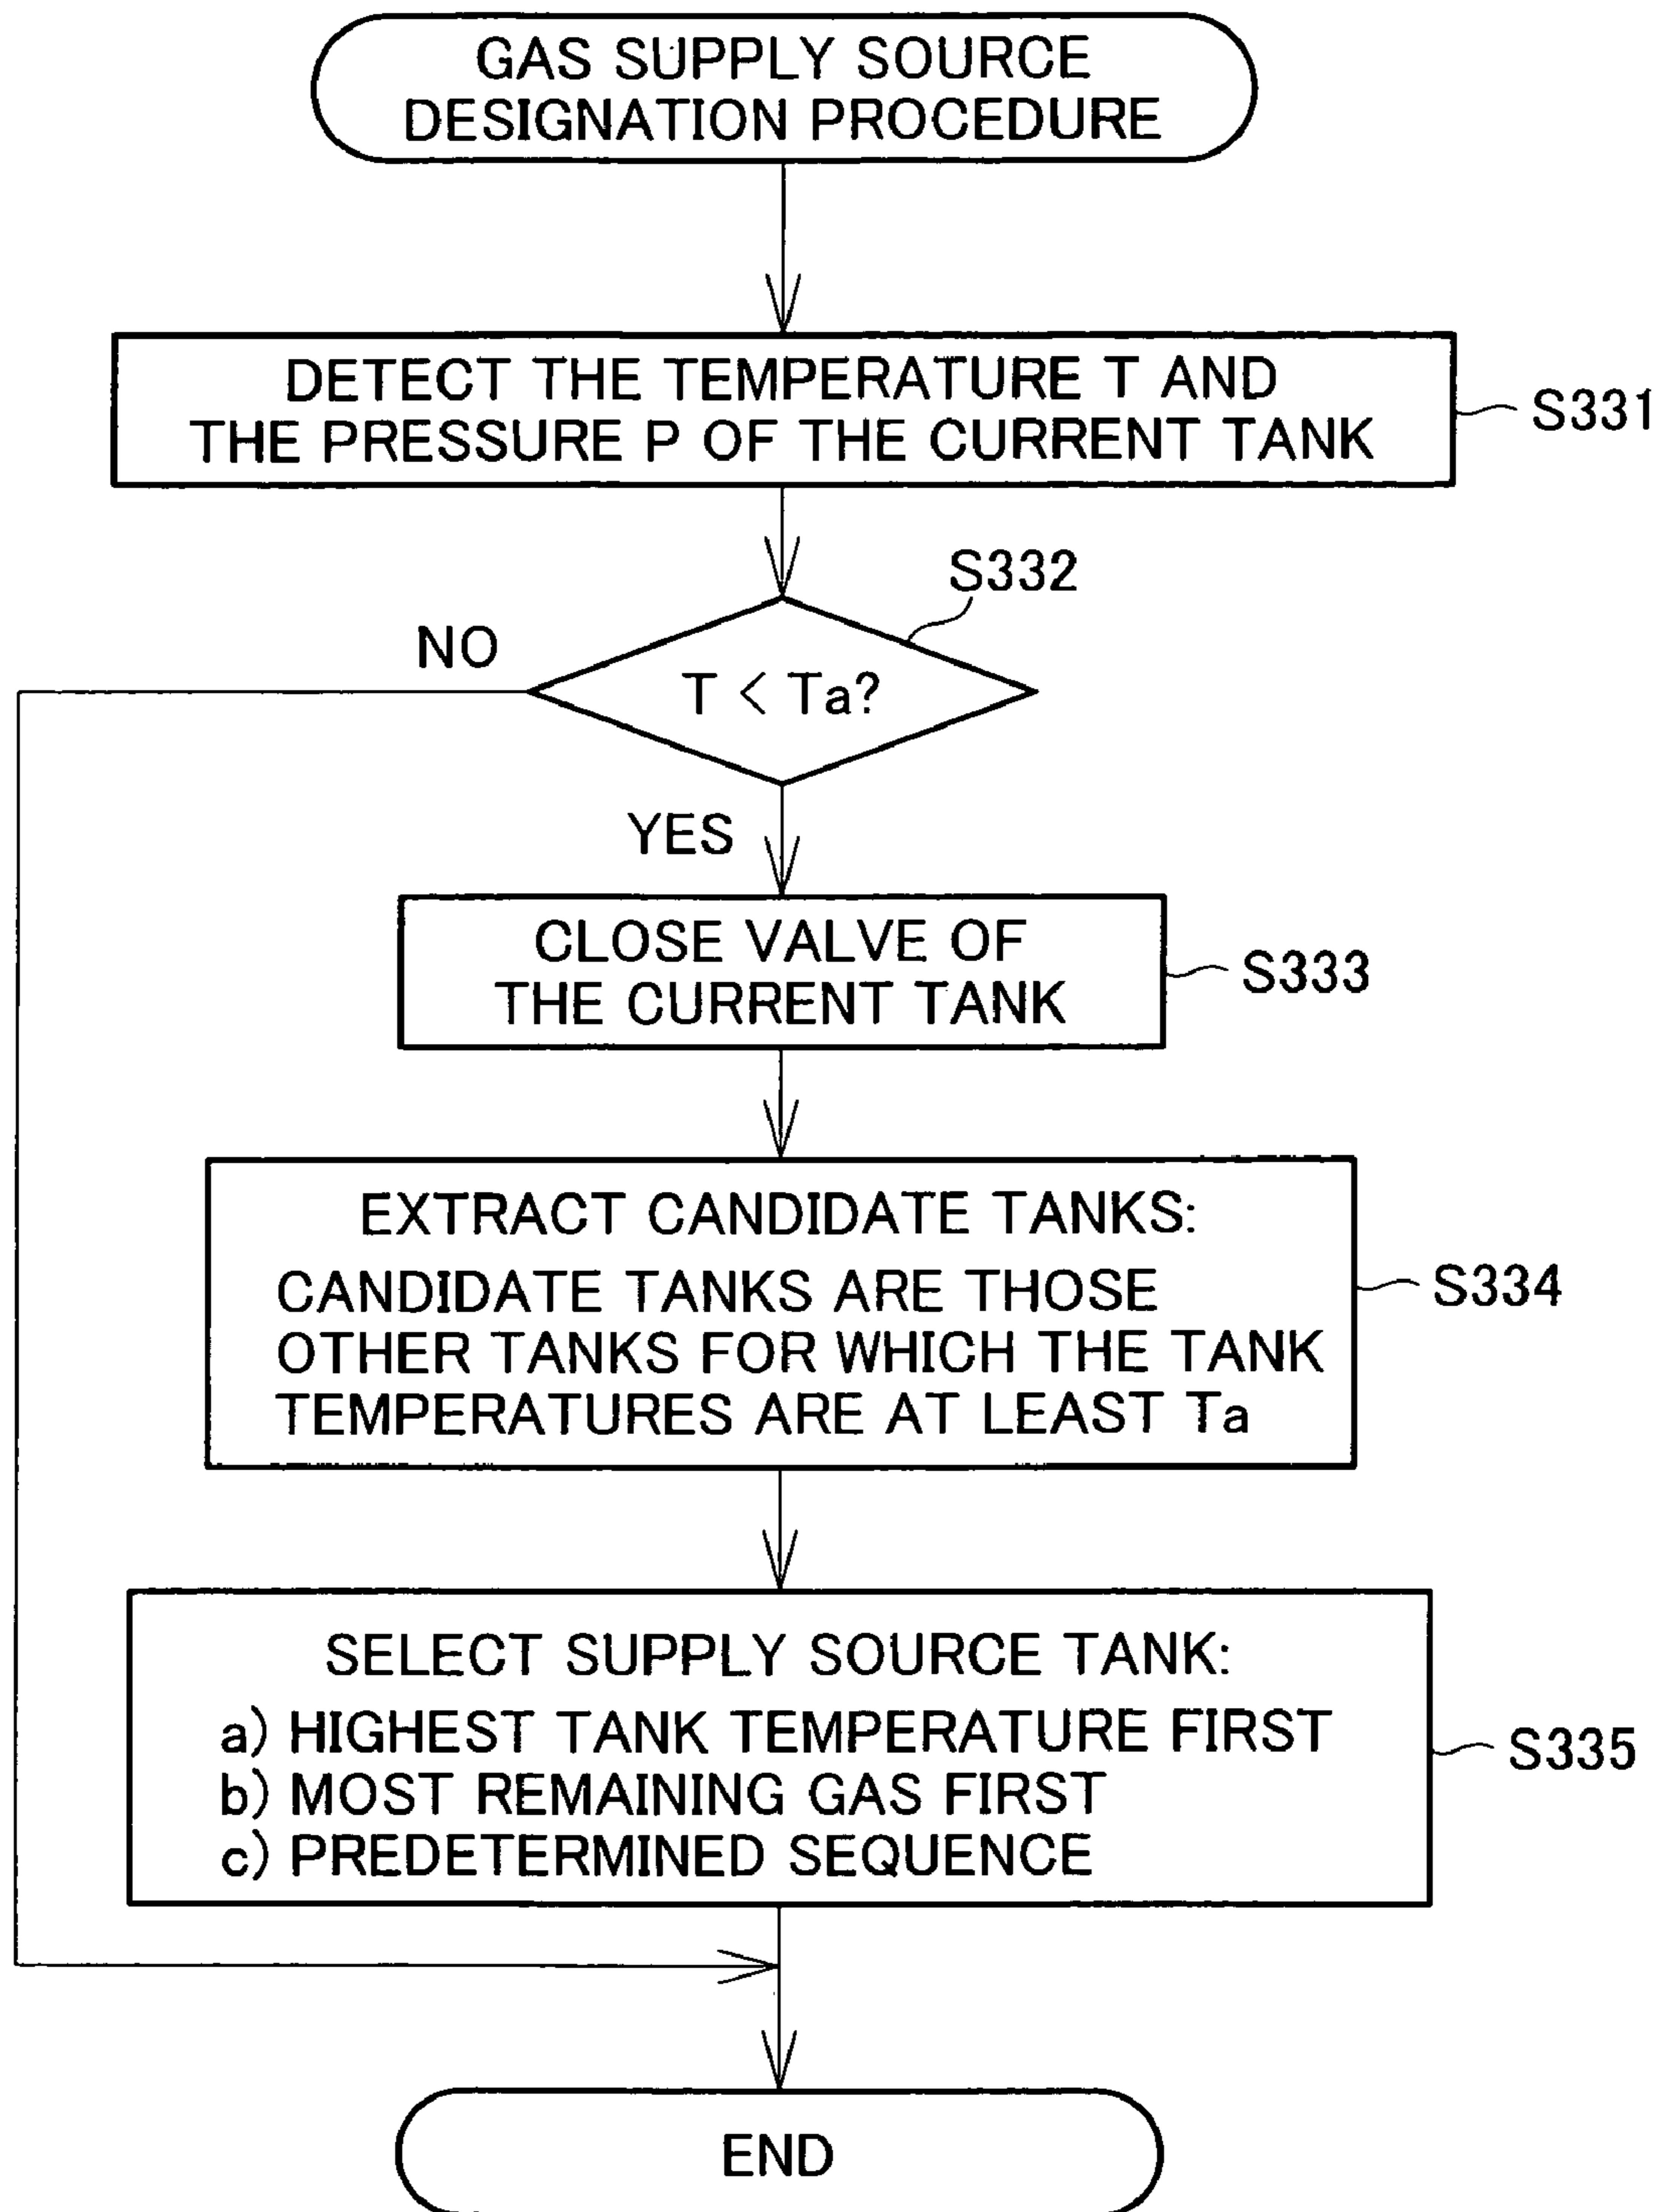 GAS SUPPLY SOURCE
DESIGNATION PROCEDURE
DETECT THE TEMPERATURE T AND
THE PRESSURE P OF THE CURRENT TANK
S331
S332
NO
T < Ta?
YES
CLOSE VALVE OF
THE CURRENT TANK
S333
EXTRACT CANDIDATE TANKS:
CANDIDATE TANKS ARE THOSE
OTHER TANKS FOR WHICH THE TANK
TEMPERATURES ARE AT LEAST Ta
S334
SELECT SUPPLY SOURCE TANK:
a) HIGHEST TANK TEMPERATURE FIRST
b) MOST REMAINING GAS FIRST
c) PREDETERMINED SEQUENCE
S335
END